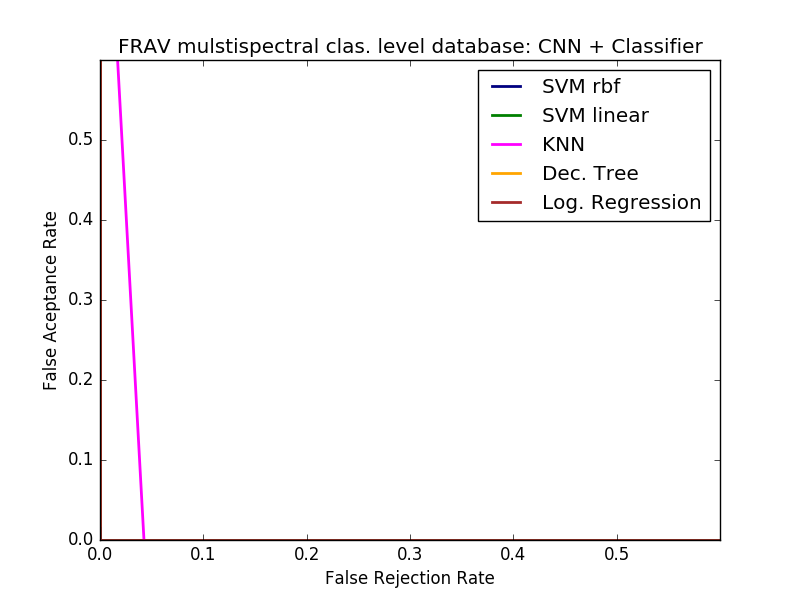 FRAV mulstispectral clas. level database: CNN + Classifier
SVM rbf
SVM linear
KNN
Dec. Tree
Log. Regression
False Aceptance Rate
0.5
0.4
0.3
0.2
0.1
0.0
0.0 0.1 0.2 0.3 0.4 0.5
False Rejection Rate